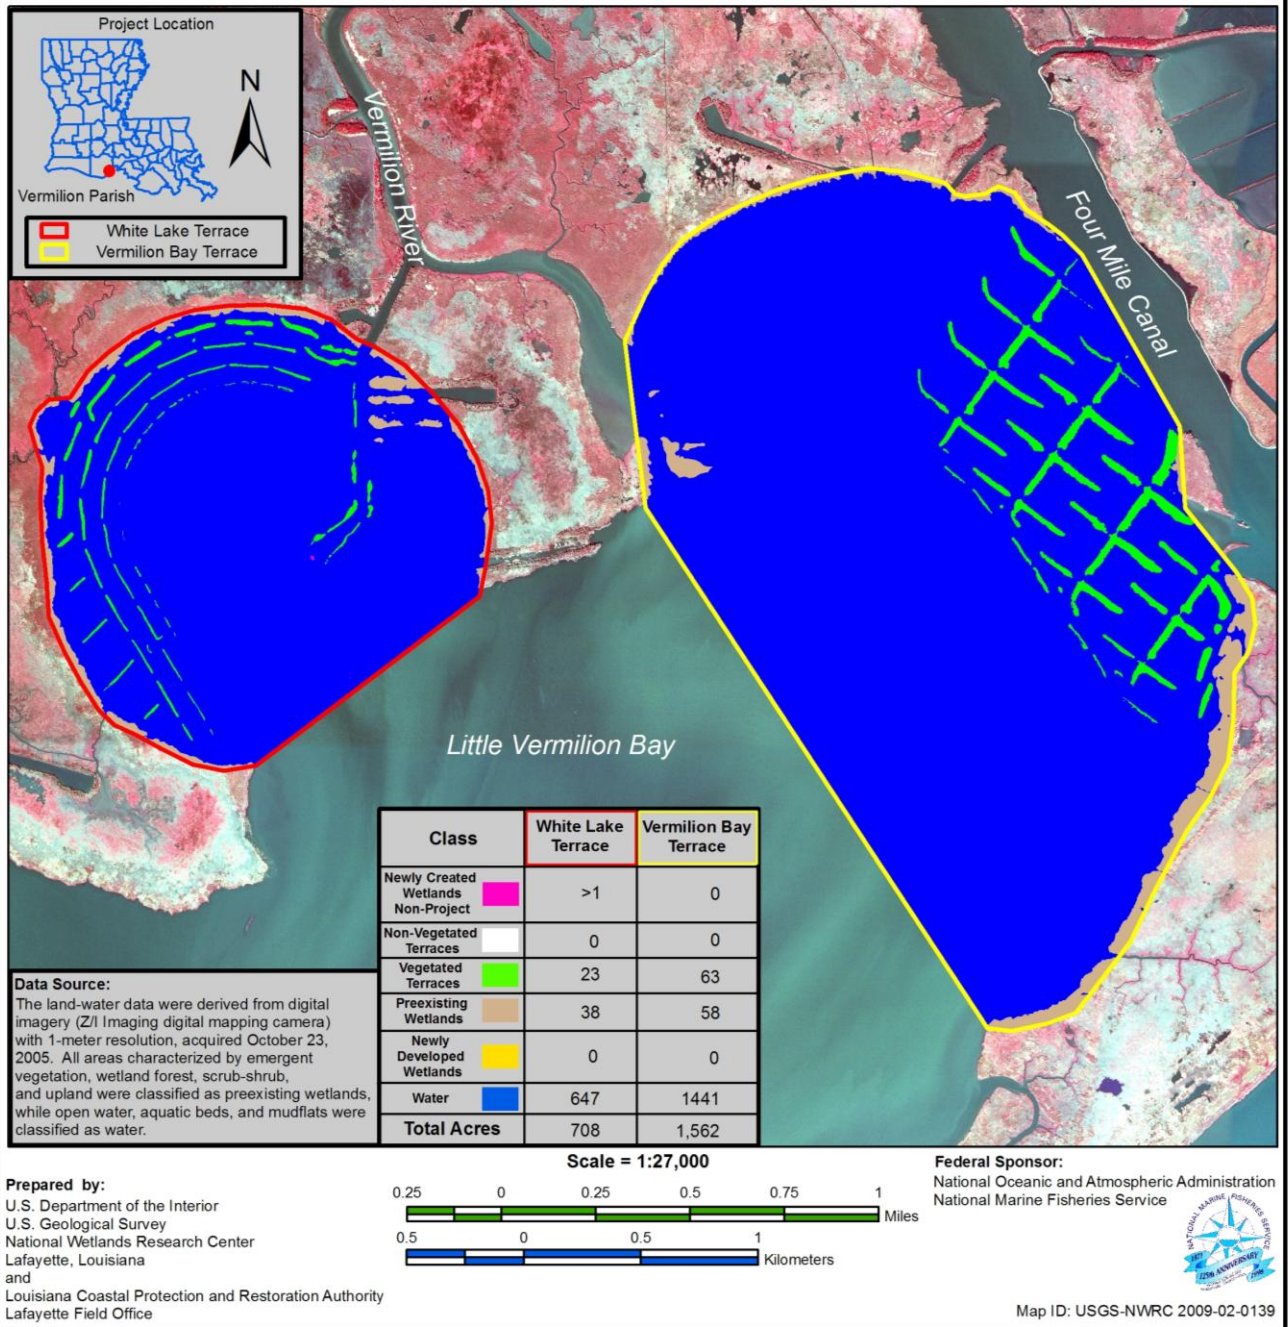 Project Location
N
Vermilion Parish
White Lake Terrace
Vermilion Bay Terrace
Vermilion River
Four Mile Canal
Little Vermilion Bay
Class
White Lake Terrace
Vermilion Bay Terrace
Newly Created
Wetlands
Non-Project
>1
0
Non-Vegetated
Terraces
0
0
Vegetated
Terraces
23
63
Preexisting
Wetlands
38
58
Newly
Developed
Wetlands
0
0
Water
647
1441
Total Acres
708
1,562
Data Source:
The land-water data were derived from digital
imagery (Z/I Imaging digital mapping camera)
with 1-meter resolution, acquired October 23,
2005. All areas characterized by emergent
vegetation, wetland forest, scrub-shrub,
and upland were classified as preexisting wetlands,
while open water, aquatic beds, and mudflats were
classified as water.
Scale = 1:27,000
0.25 0 0.25 0.5 0.75 1
Miles
0.5 0 0.5 1
Kilometers
Prepared by:
U.S. Department of the Interior
U.S. Geological Survey
National Wetlands Research Center
Lafayette, Louisiana
and
Louisiana Coastal Protection and Restoration Authority
Lafayette Field Office
Federal Sponsor:
National Oceanic and Atmospheric Administration
National Marine Fisheries Service
NATIONAL MARINE FISHERIES SERVICE
125th ANNIVERSARY
Map ID: USGS-NWRC 2009-02-0139